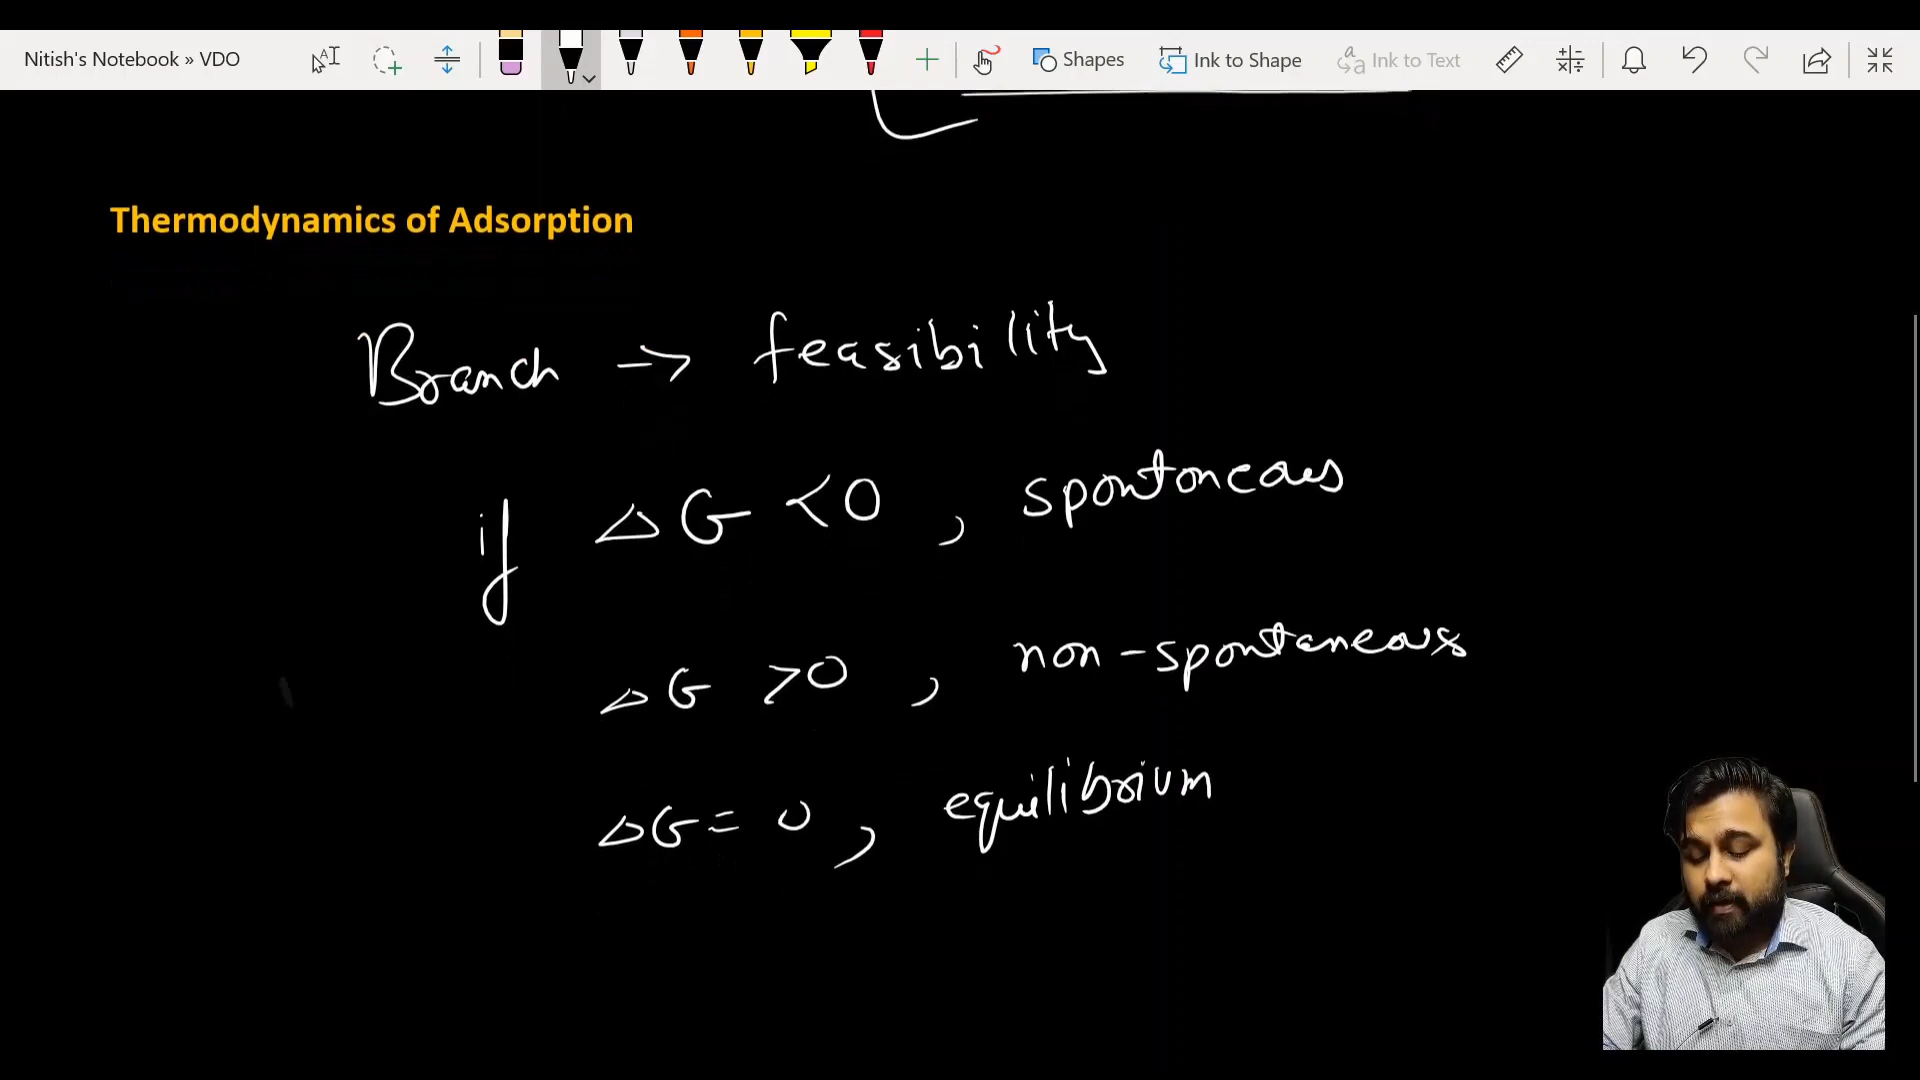 Nitish's Notebook » VDO Shapes Ink to Shape Ink to Text
Thermodynamics of Adsorption
Branch -> feasibility
if ΔG <0 , spontoneous
ΔG >0 , non-spontaneous
ΔG = 0 , equilibrium